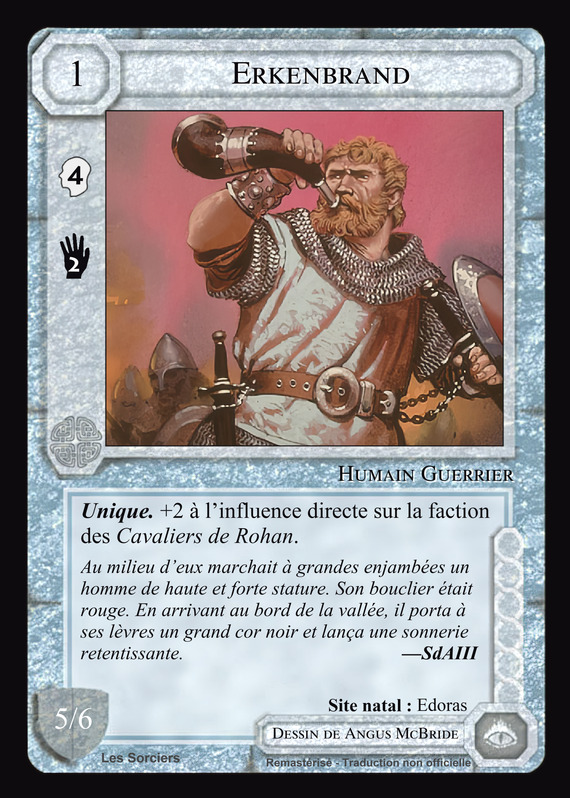 1
ERKENBRAND
4
2
HUMAIN GUERRIER
Unique. +2 à l’influence directe sur la faction
des Cavaliers de Rohan.
Au milieu d’eux marchait à grandes enjambées un
homme de haute et forte stature. Son bouclier était
rouge. En arrivant au bord de la vallée, il porta à
ses lèvres un grand cor noir et lança une sonnerie
retentissante. —SdAIII
Site natal : Edoras
5/6
DESSIN DE ANGUS MCBRIDE
Les Sorciers
Remastérisé - Traduction non officielle